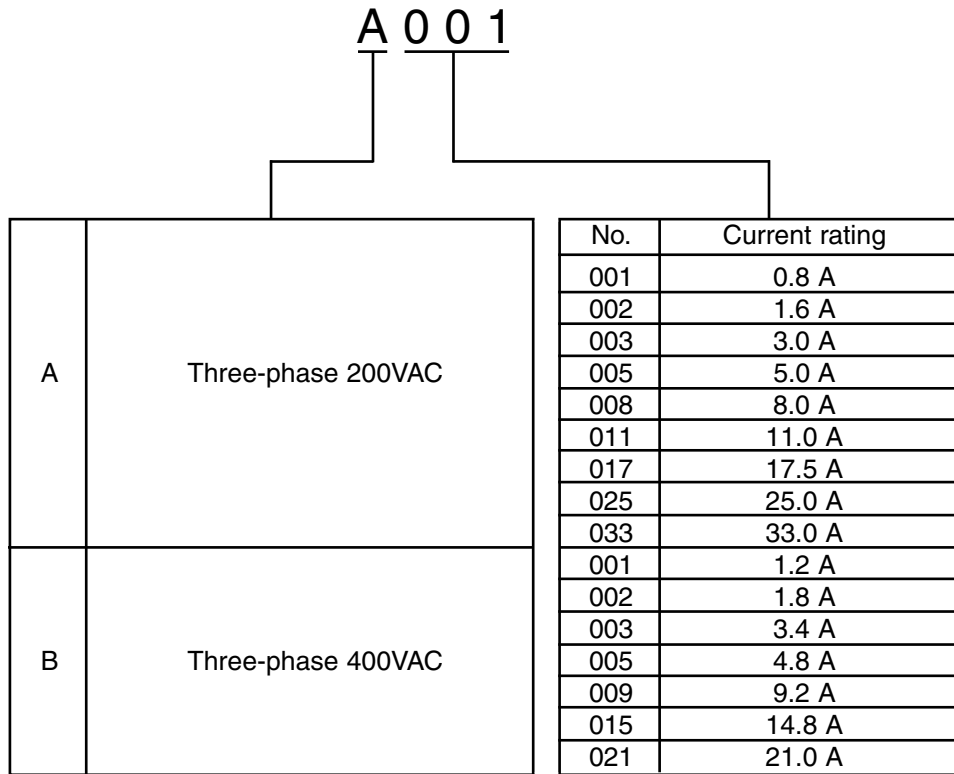 A 0 0 1
A Three-phase 200VAC
B Three-phase 400VAC
No. Current rating
001 0.8 A
002 1.6 A
003 3.0 A
005 5.0 A
008 8.0 A
011 11.0 A
017 17.5 A
025 25.0 A
033 33.0 A
001 1.2 A
002 1.8 A
003 3.4 A
005 4.8 A
009 9.2 A
015 14.8 A
021 21.0 A